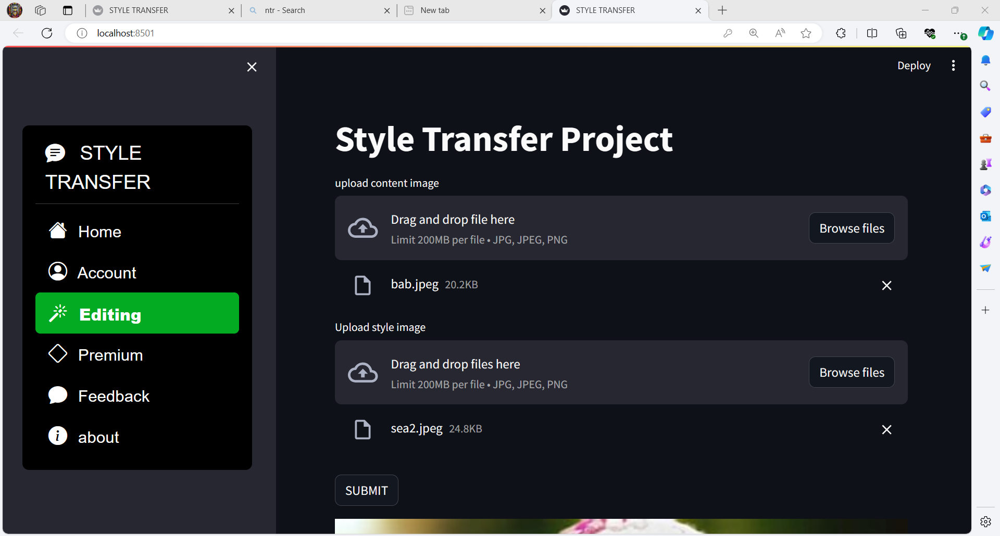 STYLE TRANSFER
ntr - Search
New tab
STYLE TRANSFER
localhost:8501
Deploy
STYLE
TRANSFER
Home
Account
Editing
Premium
Feedback
about
Style Transfer Project
upload content image
Drag and drop file here
Limit 200MB per file • JPG, JPEG, PNG
Browse files
bab.jpeg 20.2KB
Upload style image
Drag and drop files here
Limit 200MB per file • JPG, JPEG, PNG
Browse files
sea2.jpeg 24.8KB
SUBMIT